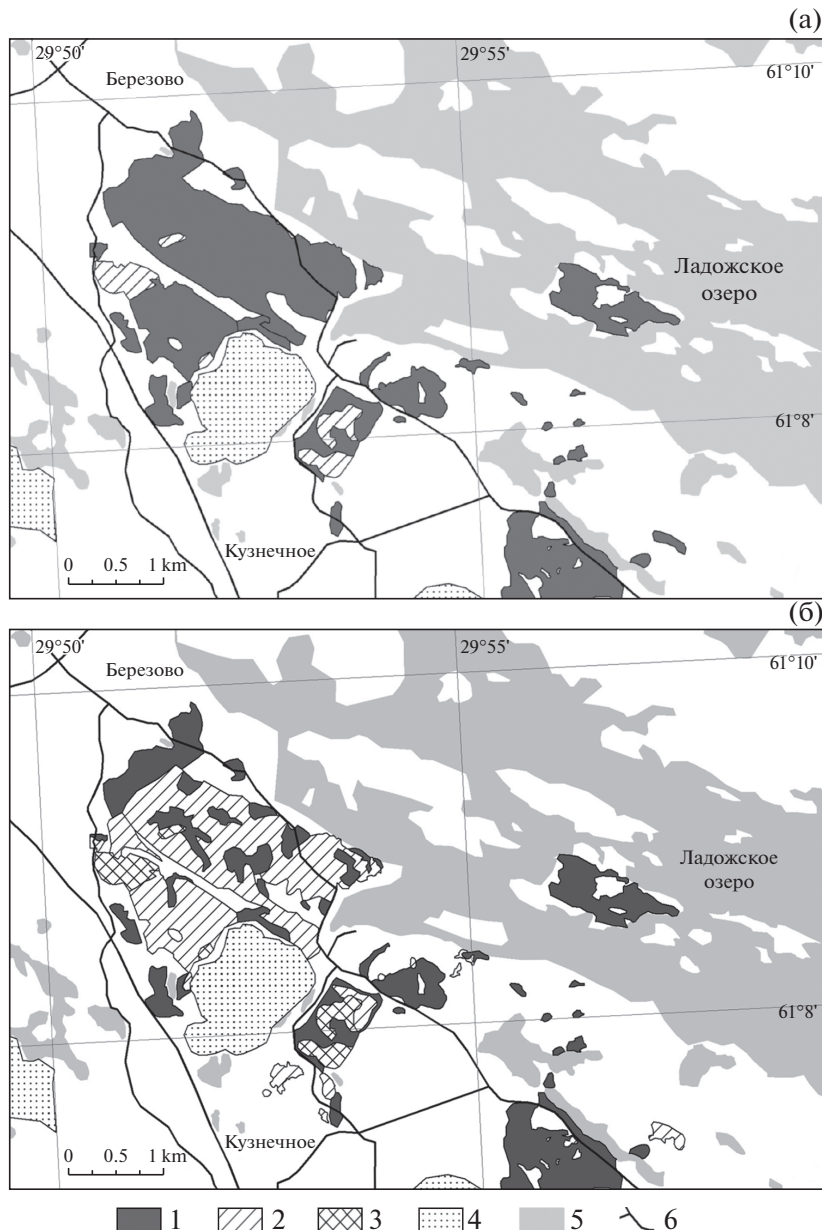 (а)
29°50'
Березово
29°55'
61°10'
Ладожское
озеро
61°8'
Кузнечное
0 0.5 1 km
(б)
29°50'
Березово
29°55'
61°10'
Ладожское
озеро
61°8'
Кузнечное
0 0.5 1 km
1 2 3 4 5 6